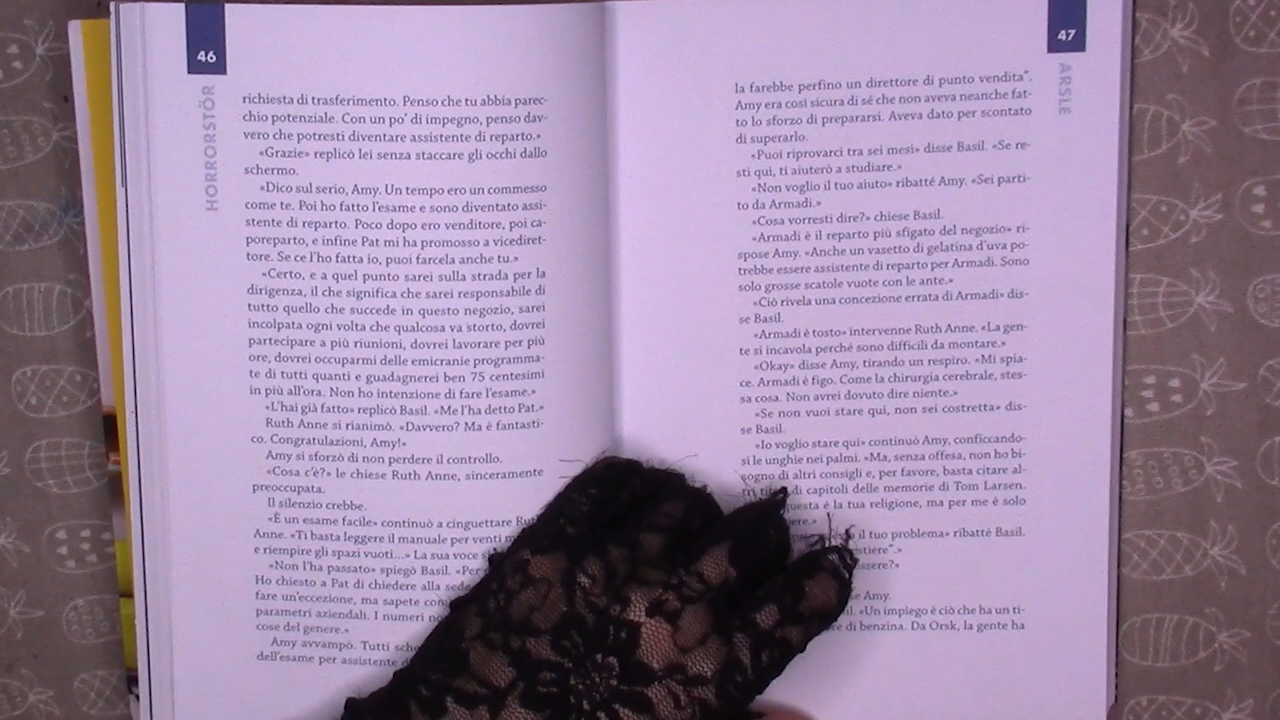 46
HORRORSTÖR
richiesta di trasferimento. Penso che tu abbia parec-
chio potenziale. Con un po' di impegno, penso dav-
vero che potresti diventare assistente di reparto.»
«Grazie» replicò lei senza staccare gli occhi dallo
schermo.
«Dico sul serio, Amy. Un tempo ero un commesso
come te. Poi ho fatto l'esame e sono diventato assi-
stente di reparto. Poco dopo ero venditore, poi ca-
poreparto, e infine Pat mi ha promosso a vicediret-
tore. Se ce l'ho fatta io, puoi farcela anche tu.»
«Certo, e a quel punto sarei sulla strada per la
dirigenza, il che significa che sarei responsabile di
tutto quello che succede in questo negozio, sarei
incolpata ogni volta che qualcosa va storto, dovrei
partecipare a più riunioni, dovrei lavorare per più
ore, dovrei occuparmi delle emicranie programma-
te di tutti quanti e guadagnerei ben 75 centesimi
in più all'ora. Non ho intenzione di fare l'esame.»
«L'hai già fatto» replicò Basil. «Me l'ha detto Pat.»
Ruth Anne si rianimò. «Davvero? Ma è fantasti-
co. Congratulazioni, Amy!»
Amy si sforzò di non perdere il controllo.
«Cosa c'è?» le chiese Ruth Anne, sinceramente
preoccupata.
Il silenzio crebbe.
«È un esame facile» continuò a cinguettare Rut
Anne. «Ti basta leggere il manuale per venti m
e riempire gli spazi vuoti...» La sua voce s
«Non l'ha passato» spiegò Basil. «Per
Ho chiesto a Pat di chiedere alla sede
fare un'eccezione, ma sapete com
parametri aziendali. I numeri no
cose del genere.»
Amy avvampò. Tutti sche
dell'esame per assistente d
47
ARSLE
la farebbe perfino un direttore di punto vendita".
Amy era così sicura di sé che non aveva neanche fat-
to lo sforzo di prepararsi. Aveva dato per scontato
di superarlo.
«Puoi riprovarci tra sei mesi» disse Basil. «Se re-
sti qui, ti aiuterò a studiare.»
«Non voglio il tuo aiuto» ribatté Amy. «Sei parti-
to da Armadi.»
«Cosa vorresti dire?» chiese Basil.
«Armadi è il reparto più sfigato del negozio» ri-
spose Amy. «Anche un vasetto di gelatina d'uva po-
trebbe essere assistente di reparto per Armadi. Sono
solo grosse scatole vuote con le ante.»
«Ciò rivela una concezione errata di Armadi» dis-
se Basil.
«Armadi è tosto» intervenne Ruth Anne. «La gen-
te si incavola perché sono difficili da montare.»
«Okay» disse Amy, tirando un respiro. «Mi spia-
ce. Armadi è figo. Come la chirurgia cerebrale, stes-
sa cosa. Non avrei dovuto dire niente.»
«Se non vuoi stare qui, non sei costretta» dis-
se Basil.
«Io voglio stare qui» continuò Amy, conficcando-
si le unghie nei palmi. «Ma, senza offesa, non ho bi-
sogno di altri consigli e, per favore, basta citare al-
tri di capitoli delle memorie di Tom Larsen.
questa è la tua religione, ma per me è solo
ere.»
il tuo problema» ribatté Basil.
stiere".»
essere?»
se Amy.
il. «Un impiego è ciò che ha un ti-
re di benzina. Da Orsk, la gente ha